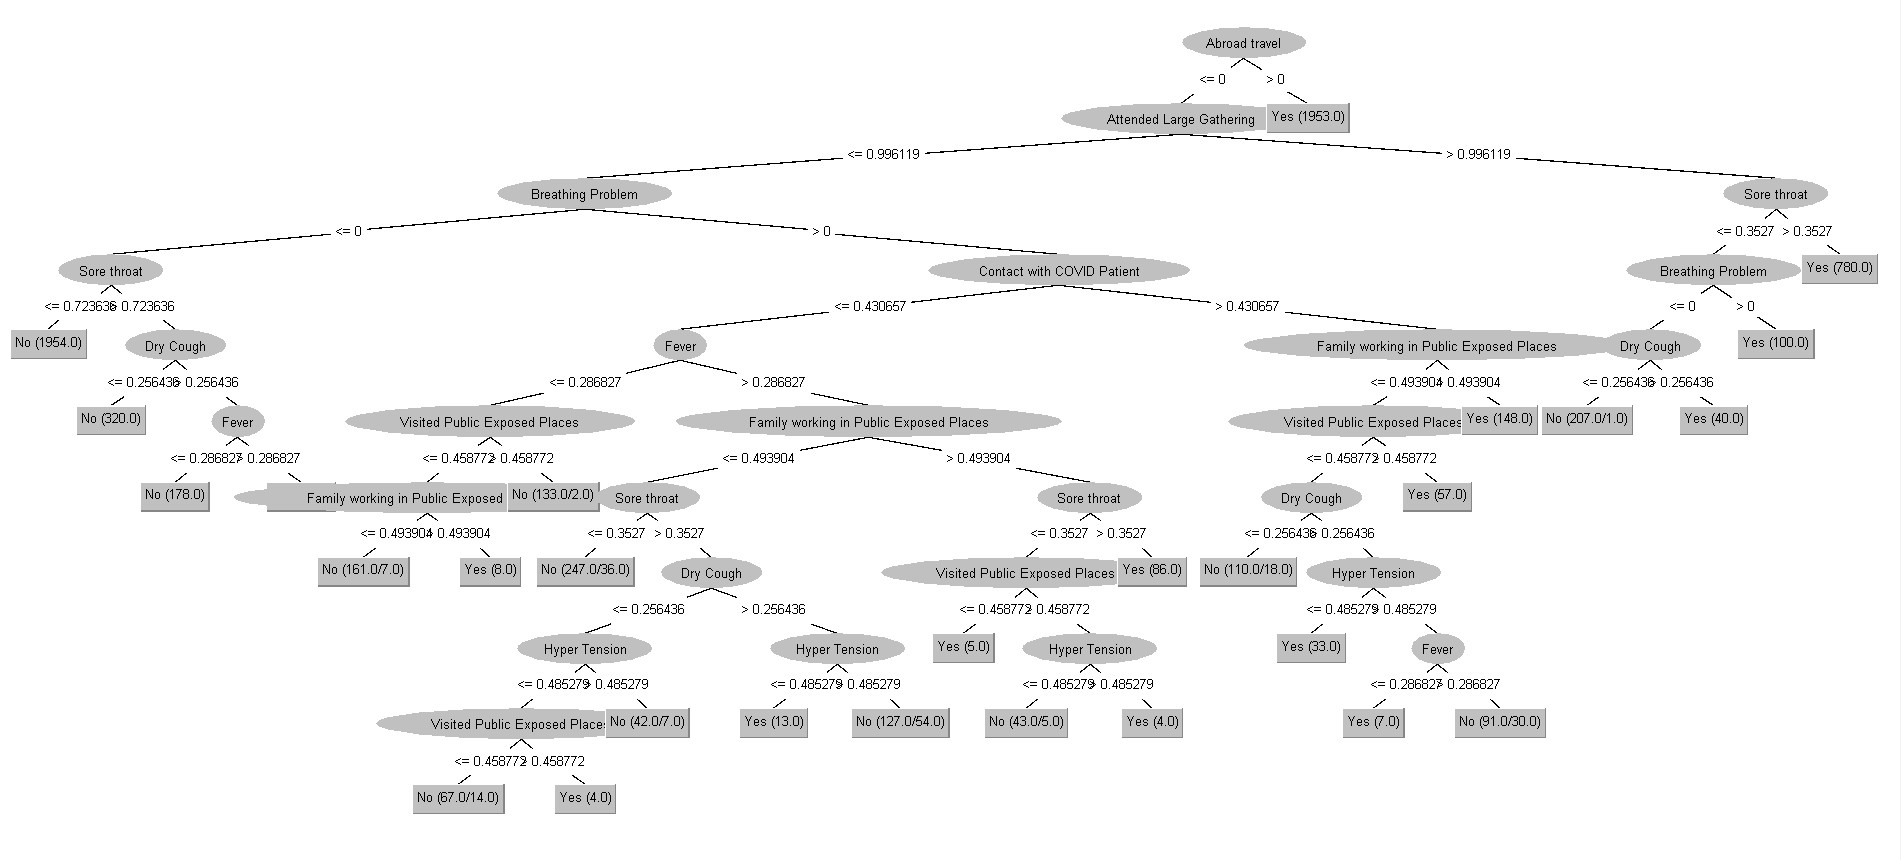 Abroad travel
<= 0 > 0
Attended Large Gathering Yes (1953.0)
<= 0.996119 > 0.996119
Breathing Problem Sore throat
<= 0 > 0 <= 0.3527 > 0.3527
Sore throat Contact with COVID Patient Breathing Problem Yes (780.0)
<= 0.723636 > 0.723636 <= 0.430657 > 0.430657 <= 0 > 0
No (1954.0) Dry Cough Fever Family working in Public Exposed Places Dry Cough Yes (100.0)
<= 0.256436 > 0.256436 <= 0.286827 > 0.286827 <= 0.493904 > 0.493904 <= 0.256436 > 0.256436
No (320.0) Fever Visited Public Exposed Places Family working in Public Exposed Places Visited Public Exposed Places Yes (148.0) No (207.0/1.0) Yes (40.0)
<= 0.286827 > 0.286827 <= 0.458772 > 0.458772 <= 0.493904 > 0.493904 <= 0.458772 > 0.458772
No (178.0) Family working in Public Exposed No (133.0/2.0) Sore throat Sore throat Dry Cough Yes (57.0)
<= 0.493904 > 0.493904 <= 0.3527 > 0.3527 <= 0.3527 > 0.3527 <= 0.256436 > 0.256436
No (161.0/7.0) Yes (8.0) No (247.0/36.0) Dry Cough Visited Public Exposed Places Yes (86.0) No (110.0/18.0) Hyper Tension
<= 0.256436 > 0.256436 <= 0.458772 > 0.458772 <= 0.485279 > 0.485279
Hyper Tension Hyper Tension Yes (5.0) Hyper Tension Yes (33.0) Fever
<= 0.485279 > 0.485279 <= 0.485279 > 0.485279 <= 0.485279 > 0.485279 <= 0.286827 > 0.286827
Visited Public Exposed Places No (42.0/7.0) Yes (13.0) No (127.0/54.0) No (43.0/5.0) Yes (4.0) Yes (7.0) No (91.0/30.0)
<= 0.458772 > 0.458772
No (67.0/14.0) Yes (4.0)